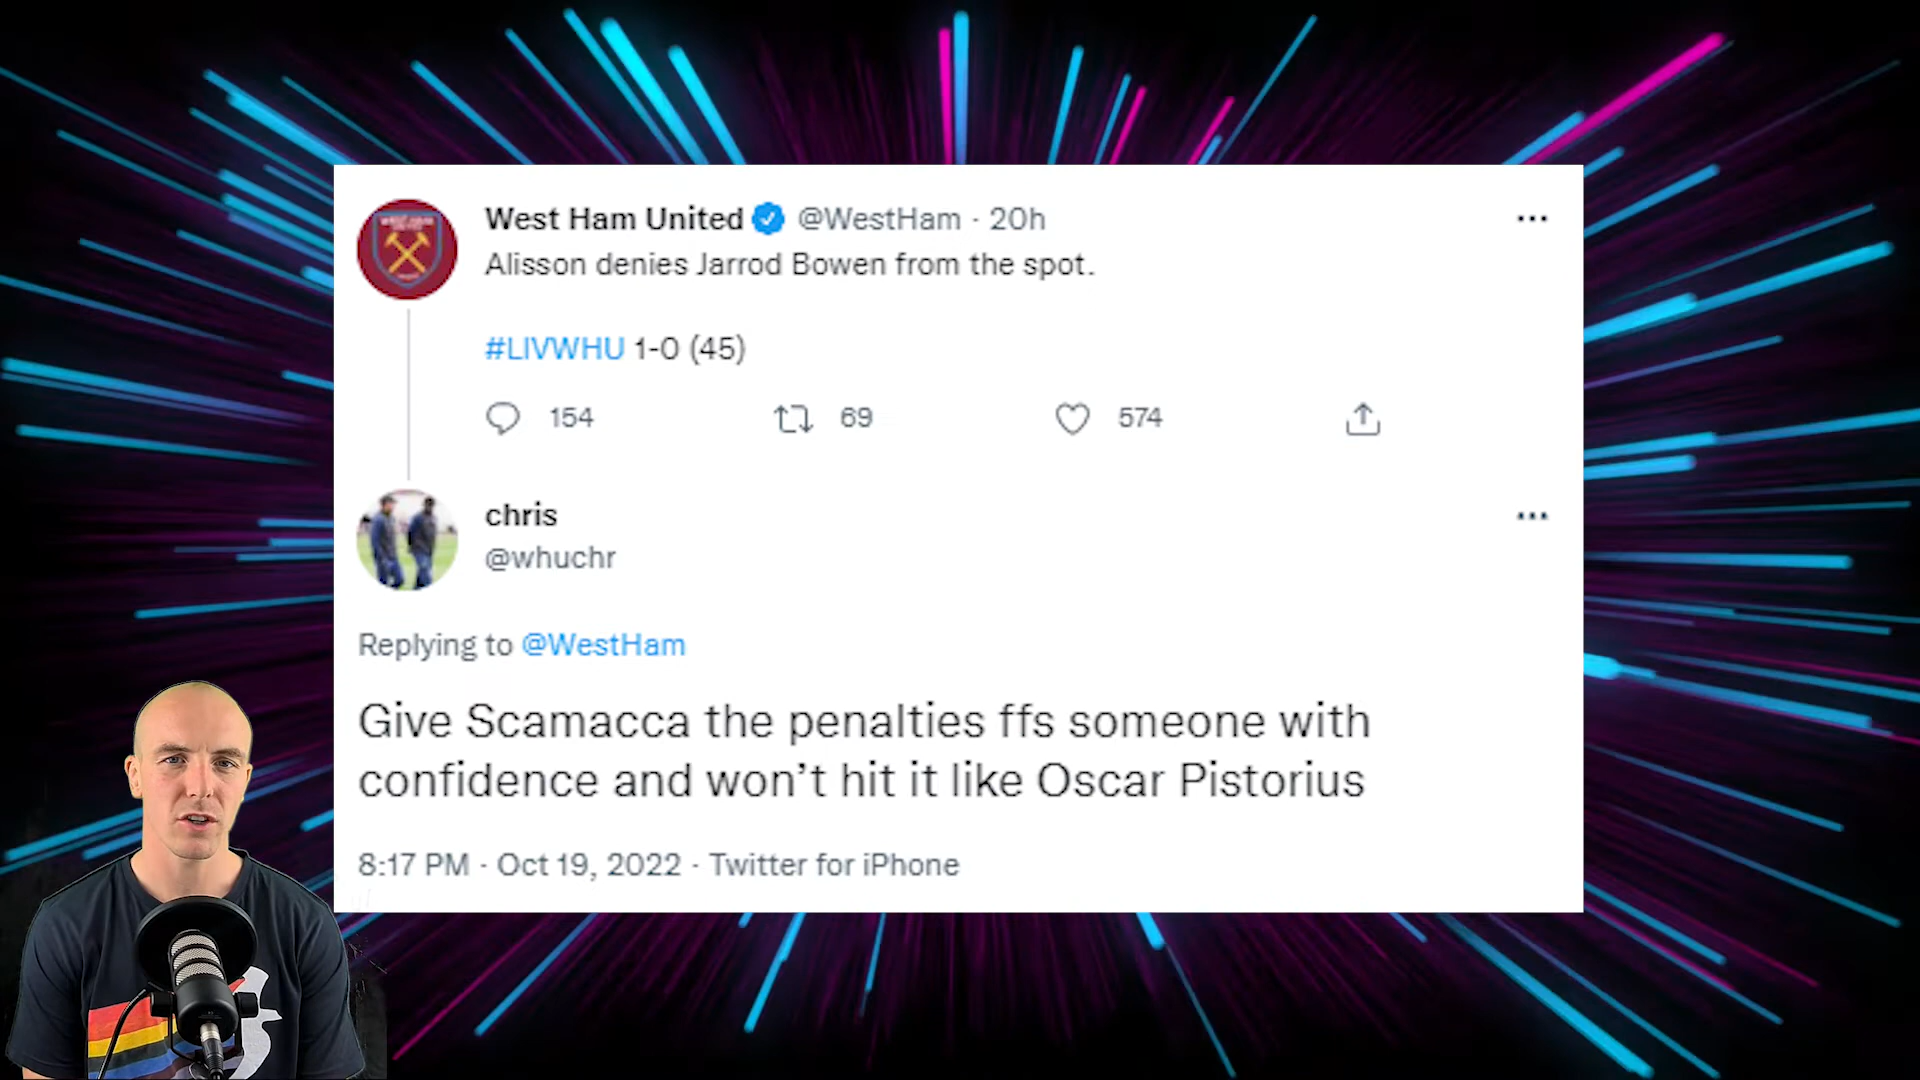 West Ham United @WestHam · 20h
Alisson denies Jarrod Bowen from the spot.
#LIVWHU 1-0 (45)
154 69 574
chris
@whuchr
Replying to @WestHam
Give Scamacca the penalties ffs someone with
confidence and won’t hit it like Oscar Pistorius
8:17 PM · Oct 19, 2022 · Twitter for iPhone